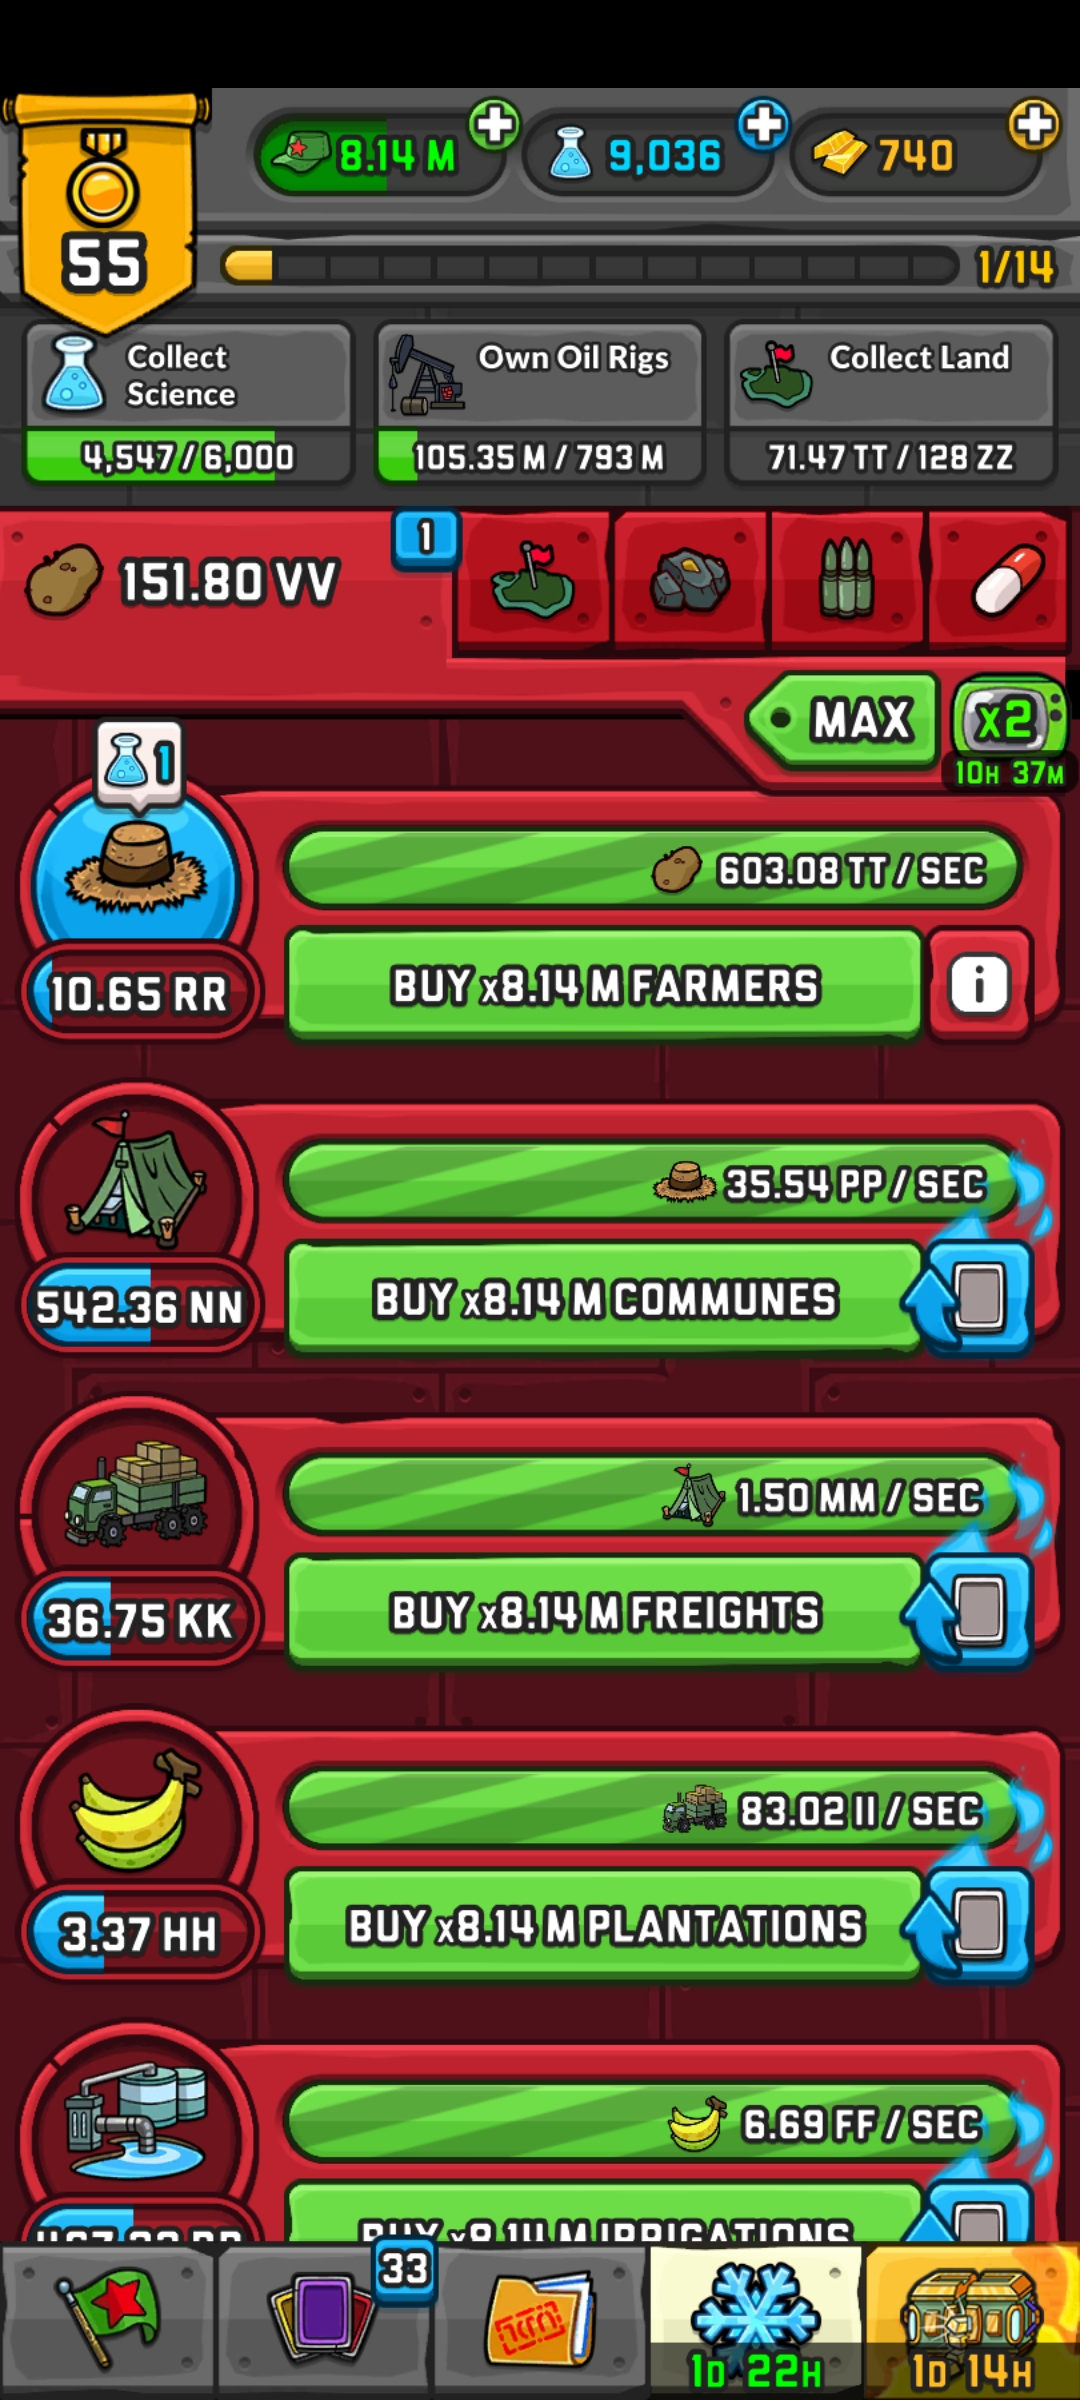 8.14 M
9,036
740
55
1/14
Collect
Science
4,547 / 6,000
Own Oil Rigs
105.35 M / 793 M
Collect Land
71.47 TT / 128 ZZ
151.80 VV
1
MAX
x2
10H 37M
1
603.08 TT / SEC
10.65 RR
BUY x8.14 M FARMERS
i
35.54 PP / SEC
542.36 NN
BUY x8.14 M COMMUNES
1.50 MM / SEC
36.75 KK
BUY x8.14 M FREIGHTS
83.02 II / SEC
3.37 HH
BUY x8.14 M PLANTATIONS
6.69 FF / SEC
BUY x8.14 M IRRIGATIONS
33
1D 22H
1D 14H